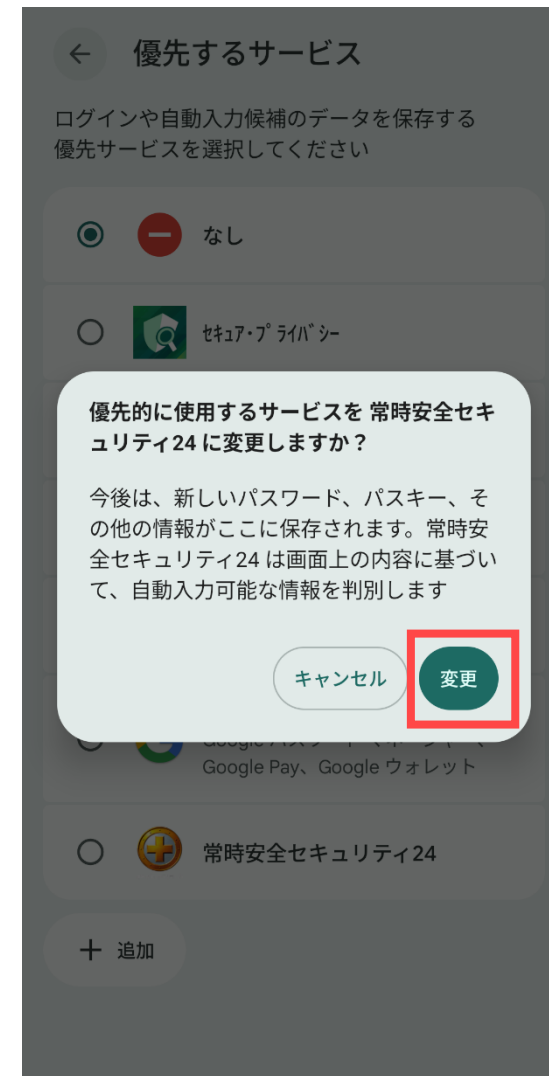 優先するサービス
ログインや自動入力候補のデータを保存する
優先サービスを選択してください
なし
ｾｷｭｱ・ﾌﾟﾗｲﾊﾞｼｰ
優先的に使用するサービスを 常時安全セキ
ュリティ24 に変更しますか？
今後は、新しいパスワード、パスキー、そ
の他の情報がここに保存されます。常時安
全セキュリティ24 は画面上の内容に基づい
て、自動入力可能な情報を判別します
キャンセル
変更
Google Pay、Google ウォレット
常時安全セキュリティ24
＋ 追加